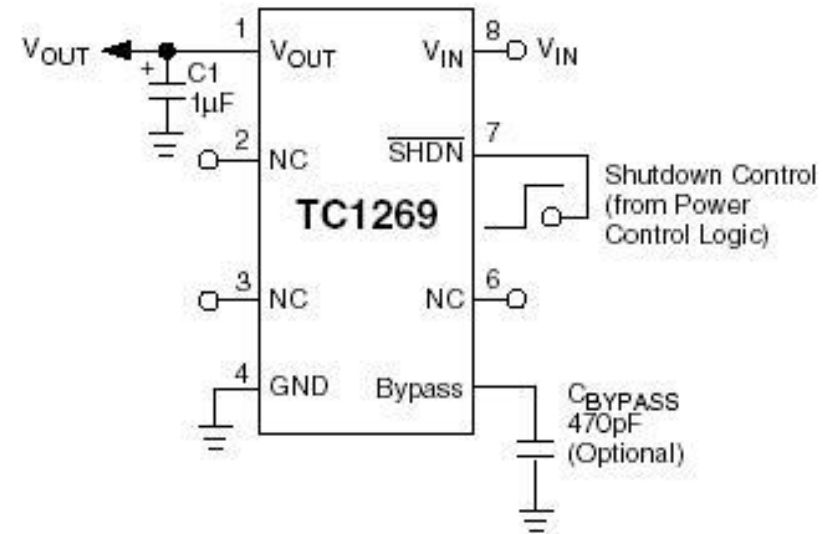 1
8
VOUT
VOUT
VIN
VIN
+
C1
1µF
2
NC
SHDN
7
Shutdown Control
(from Power
Control Logic)
TC1269
3
NC
NC
6
4
GND
Bypass
CBYPASS
470pF
(Optional)